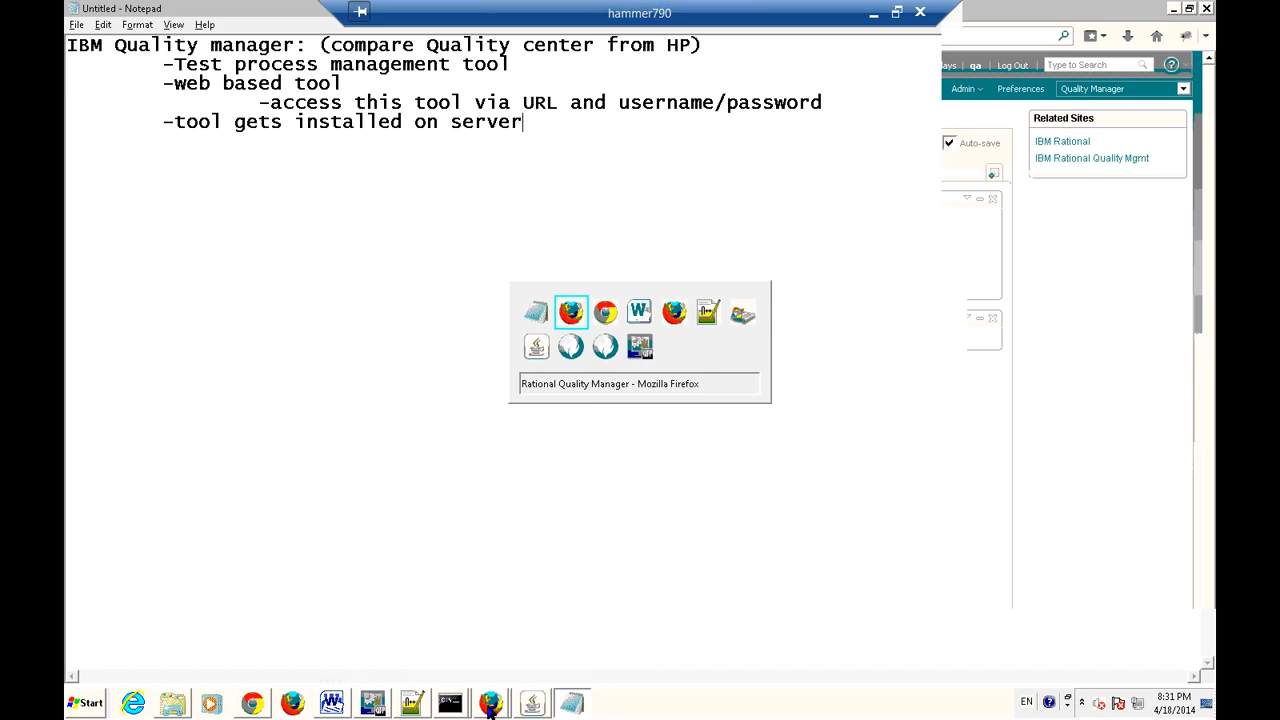 Untitled - Notepad
hammer790
File Edit Format View Help
IBM Quality manager: (compare Quality center from HP)
-Test process management tool
-web based tool
-access this tool via URL and username/password
-tool gets installed on server
ays qa Log Out Type to Search
Admin Preferences Quality Manager
Related Sites
Auto-save
IBM Rational
IBM Rational Quality Mgmt
Rational Quality Manager - Mozilla Firefox
Start
EN
8:31 PM
4/18/2014